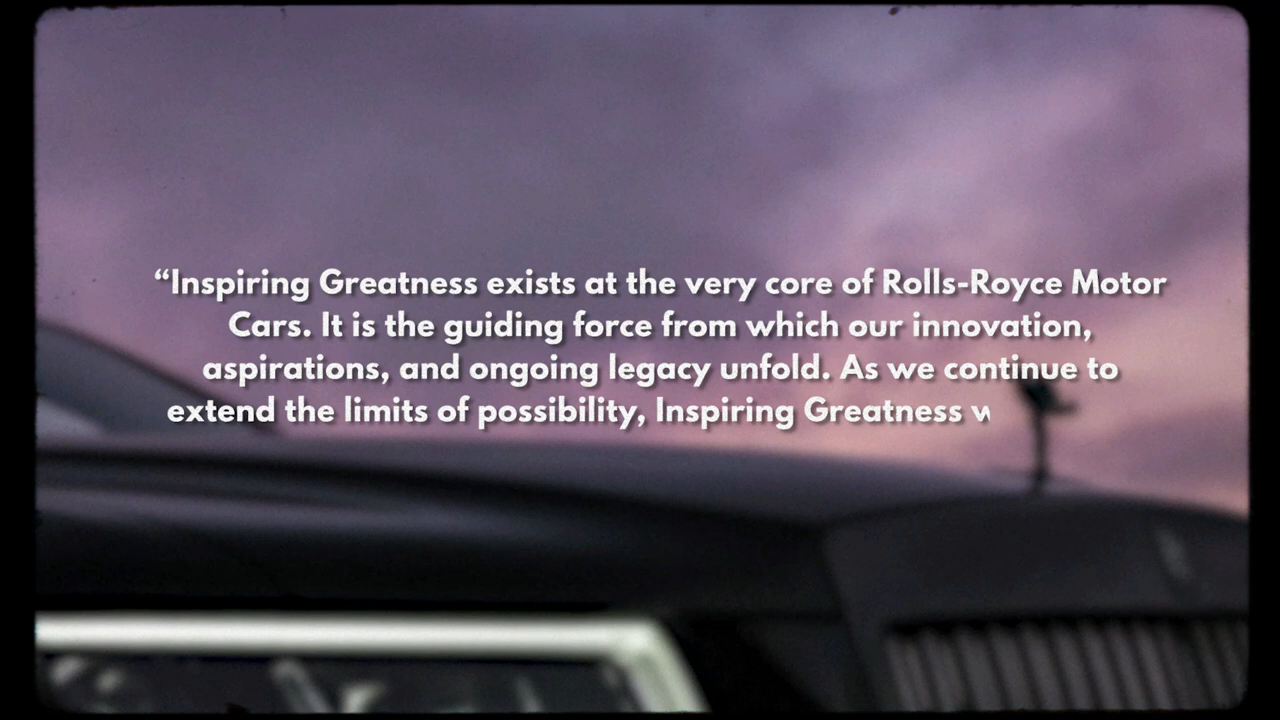 “Inspiring Greatness exists at the very core of Rolls-Royce Motor
Cars. It is the guiding force from which our innovation,
aspirations, and ongoing legacy unfold. As we continue to
extend the limits of possibility, Inspiring Greatness